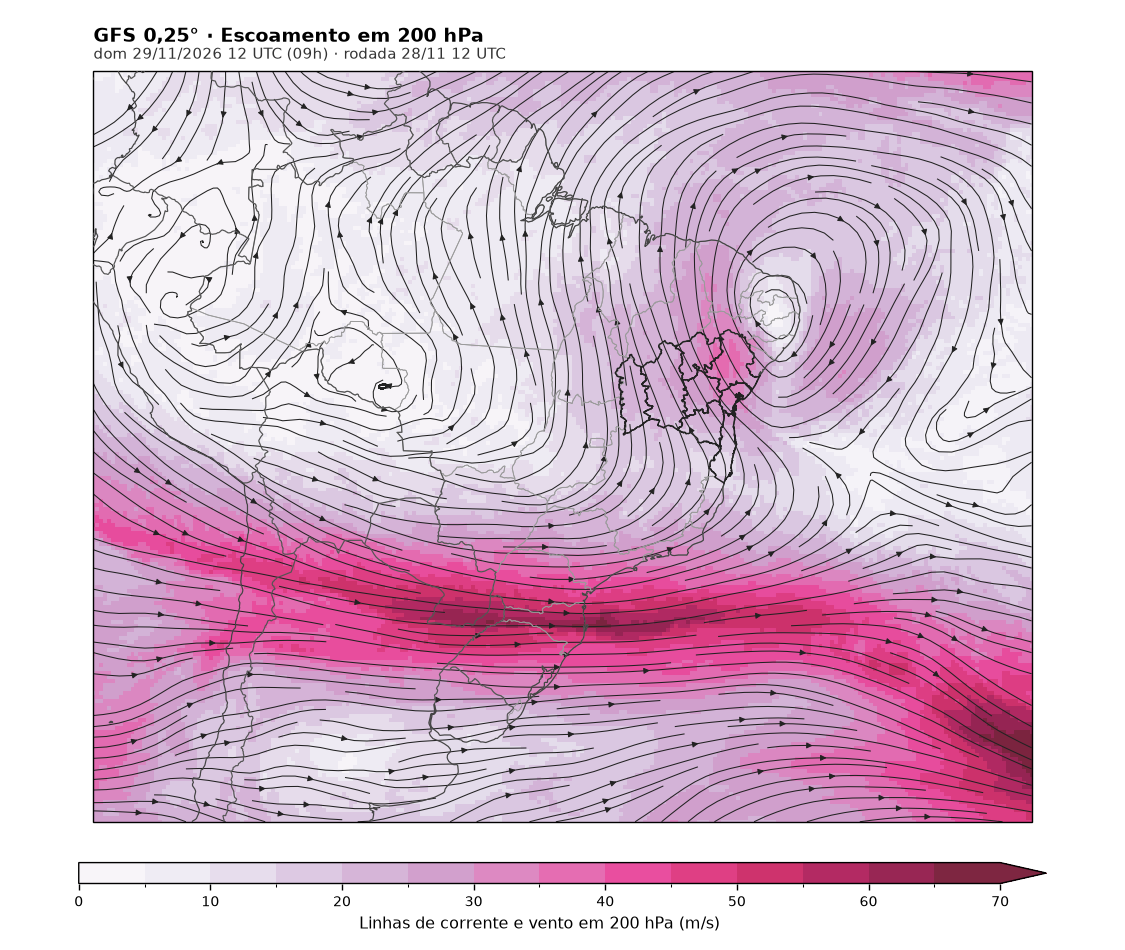 GFS 0,25° · Escoamento em 200 hPa
dom 29/11/2026 12 UTC (09h) · rodada 28/11 12 UTC
0 10 20 30 40 50 60 70
Linhas de corrente e vento em 200 hPa (m/s)